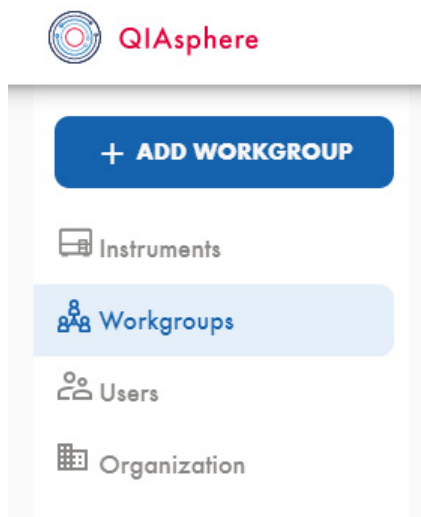 QIAsphere
+ ADD WORKGROUP
Instruments
Workgroups
Users
Organization